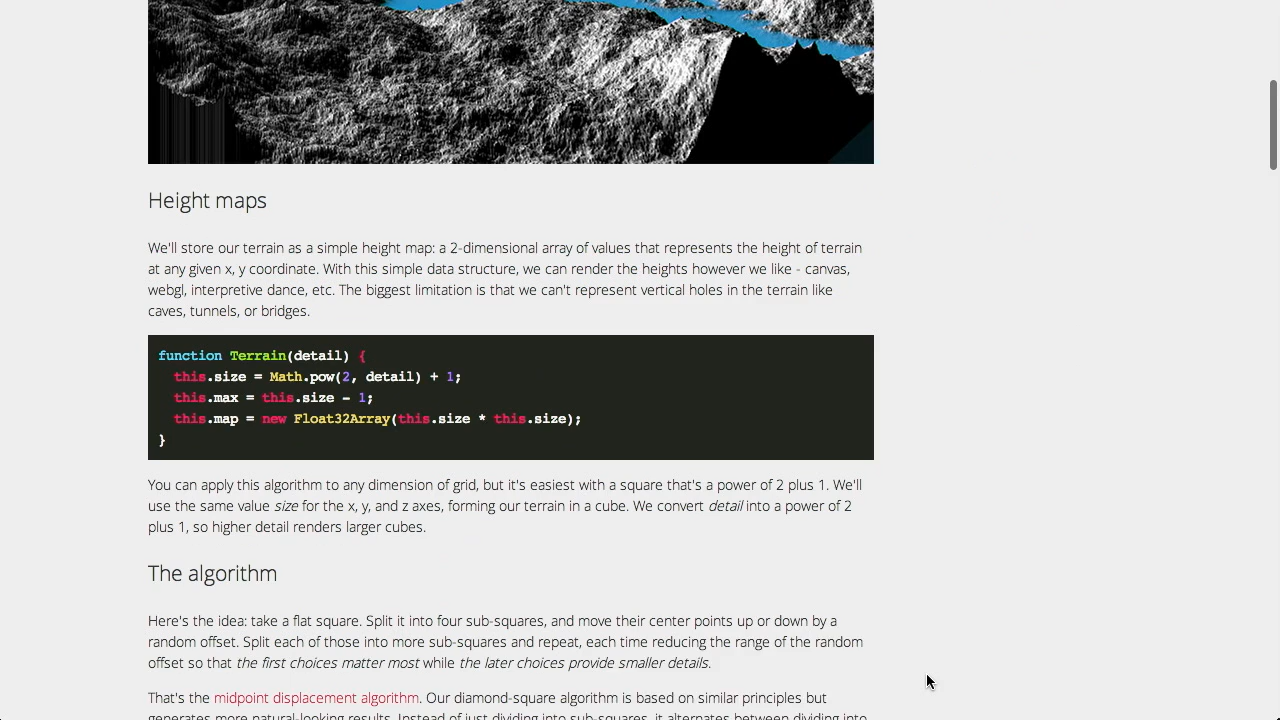 Height maps
We'll store our terrain as a simple height map: a 2-dimensional array of values that represents the height of terrain
at any given x, y coordinate. With this simple data structure, we can render the heights however we like - canvas,
webgl, interpretive dance, etc. The biggest limitation is that we can't represent vertical holes in the terrain like
caves, tunnels, or bridges.
function Terrain(detail) {
  this.size = Math.pow(2, detail) + 1;
  this.max = this.size - 1;
  this.map = new Float32Array(this.size * this.size);
}
You can apply this algorithm to any dimension of grid, but it's easiest with a square that's a power of 2 plus 1. We'll
use the same value size for the x, y, and z axes, forming our terrain in a cube. We convert detail into a power of 2
plus 1, so higher detail renders larger cubes.
The algorithm
Here's the idea: take a flat square. Split it into four sub-squares, and move their center points up or down by a
random offset. Split each of those into more sub-squares and repeat, each time reducing the range of the random
offset so that the first choices matter most while the later choices provide smaller details.
That's the midpoint displacement algorithm. Our diamond-square algorithm is based on similar principles but
generates more natural-looking results. Instead of just dividing into sub-squares, it alternates between dividing into